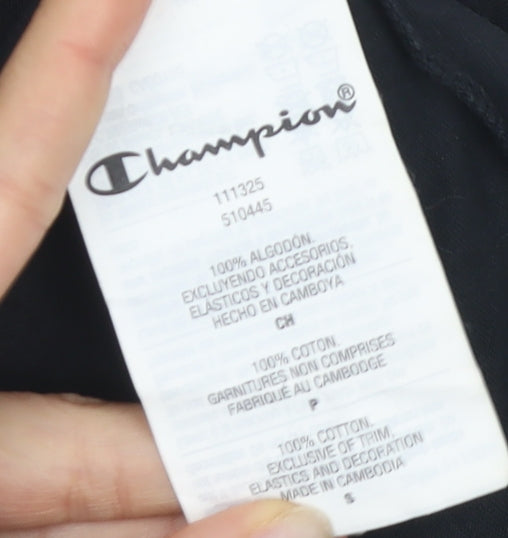 Champion®
111325
510445
100% ALGODÓN.
EXCLUYENDO ACCESORIOS,
ELÁSTICOS Y DECORACIÓN
HECHO EN CAMBOYA
CH
100% COTON.
GARNITURES NON COMPRISES
FABRIQUÉ AU CAMBODGE
P
100% COTTON.
EXCLUSIVE OF TRIM,
ELASTICS AND DECORATION
MADE IN CAMBODIA
S